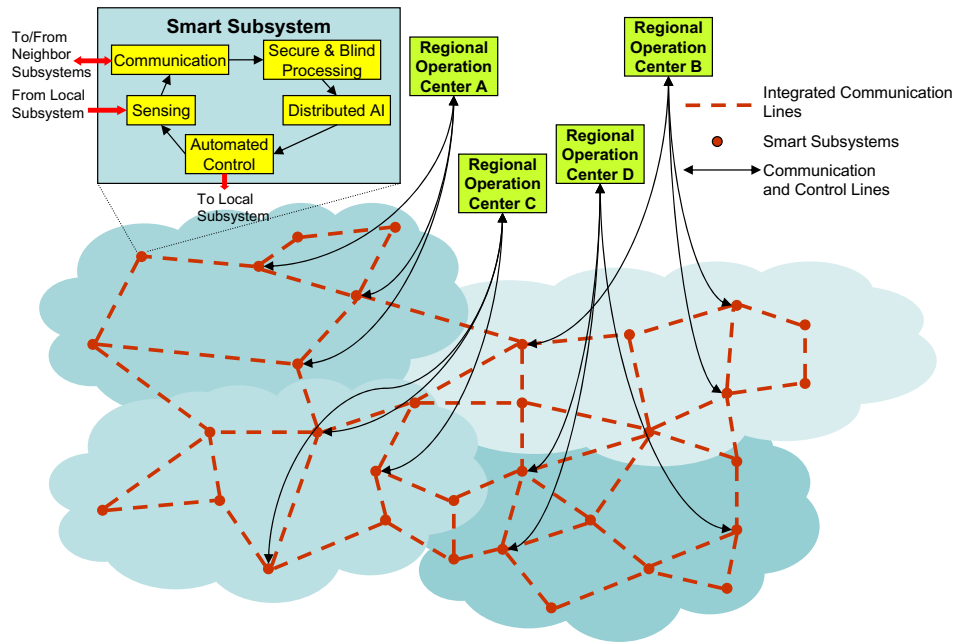 Smart Subsystem
To/From
Neighbor
Subsystems
Communication
Secure & Blind
Processing
From Local
Subsystem
Sensing
Distributed AI
Automated
Control
To Local
Subsystem
Regional
Operation
Center A
Regional
Operation
Center B
Regional
Operation
Center C
Regional
Operation
Center D
Integrated Communication
Lines
Smart Subsystems
Communication
and Control Lines